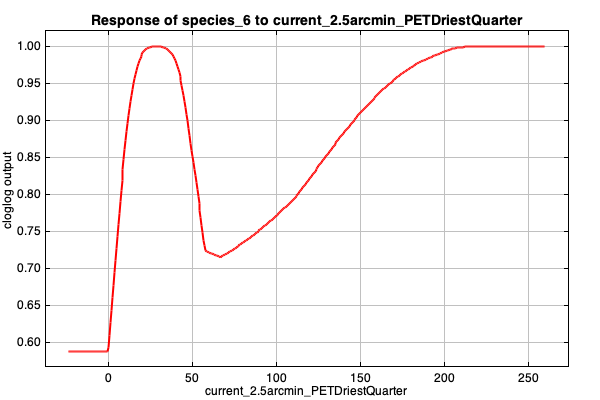 Response of species_6 to current_2.5arcmin_PETDriestQuarter
1.00
0.95
0.90
0.85
0.80
0.75
0.70
0.65
0.60
cloglog output
0 50 100 150 200 250
current_2.5arcmin_PETDriestQuarter